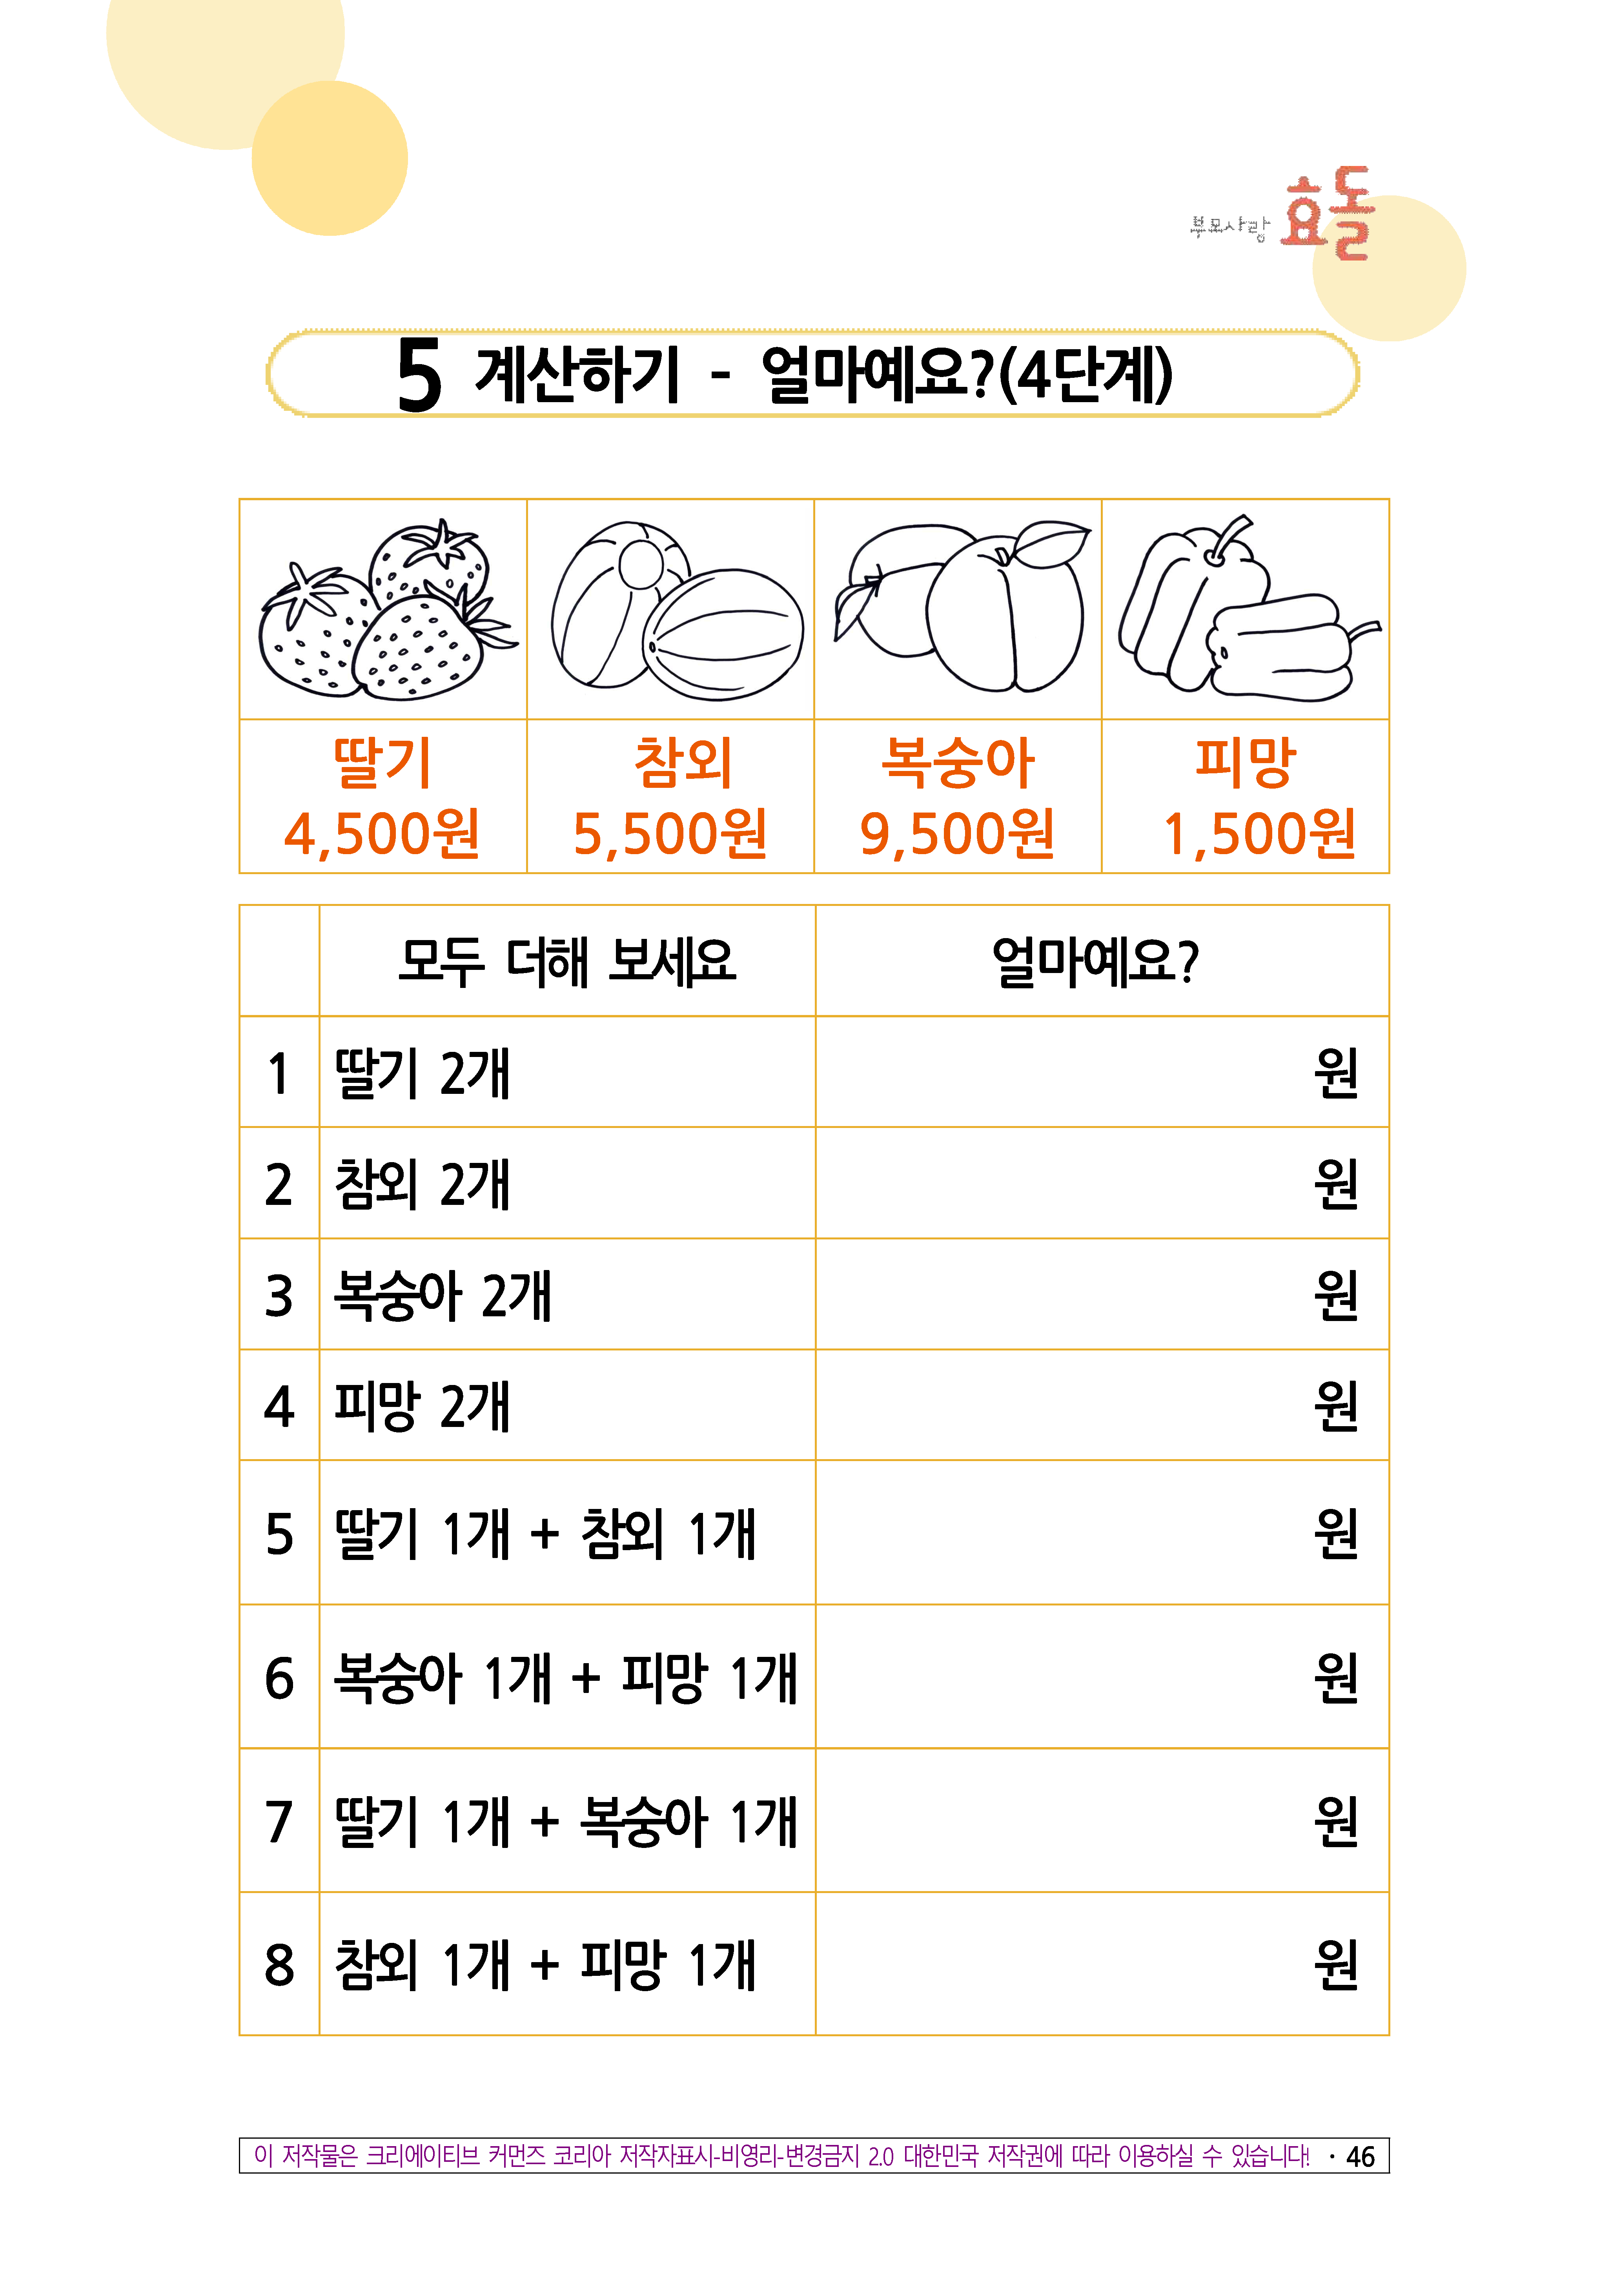 부모사랑 효돌
5 계산하기 - 얼마예요?(4단계)
딸기 참외 복숭아 피망
4,500원 5,500원 9,500원 1,500원
모두 더해 보세요 얼마예요?
1 딸기 2개 원
2 참외 2개 원
3 복숭아 2개 원
4 피망 2개 원
5 딸기 1개 + 참외 1개 원
6 복숭아 1개 + 피망 1개 원
7 딸기 1개 + 복숭아 1개 원
8 참외 1개 + 피망 1개 원
이 저작물은 크리에이티브 커먼즈 코리아 저작자표시-비영리-변경금지 2.0 대한민국 저작권에 따라 이용하실 수 있습니다! · 46